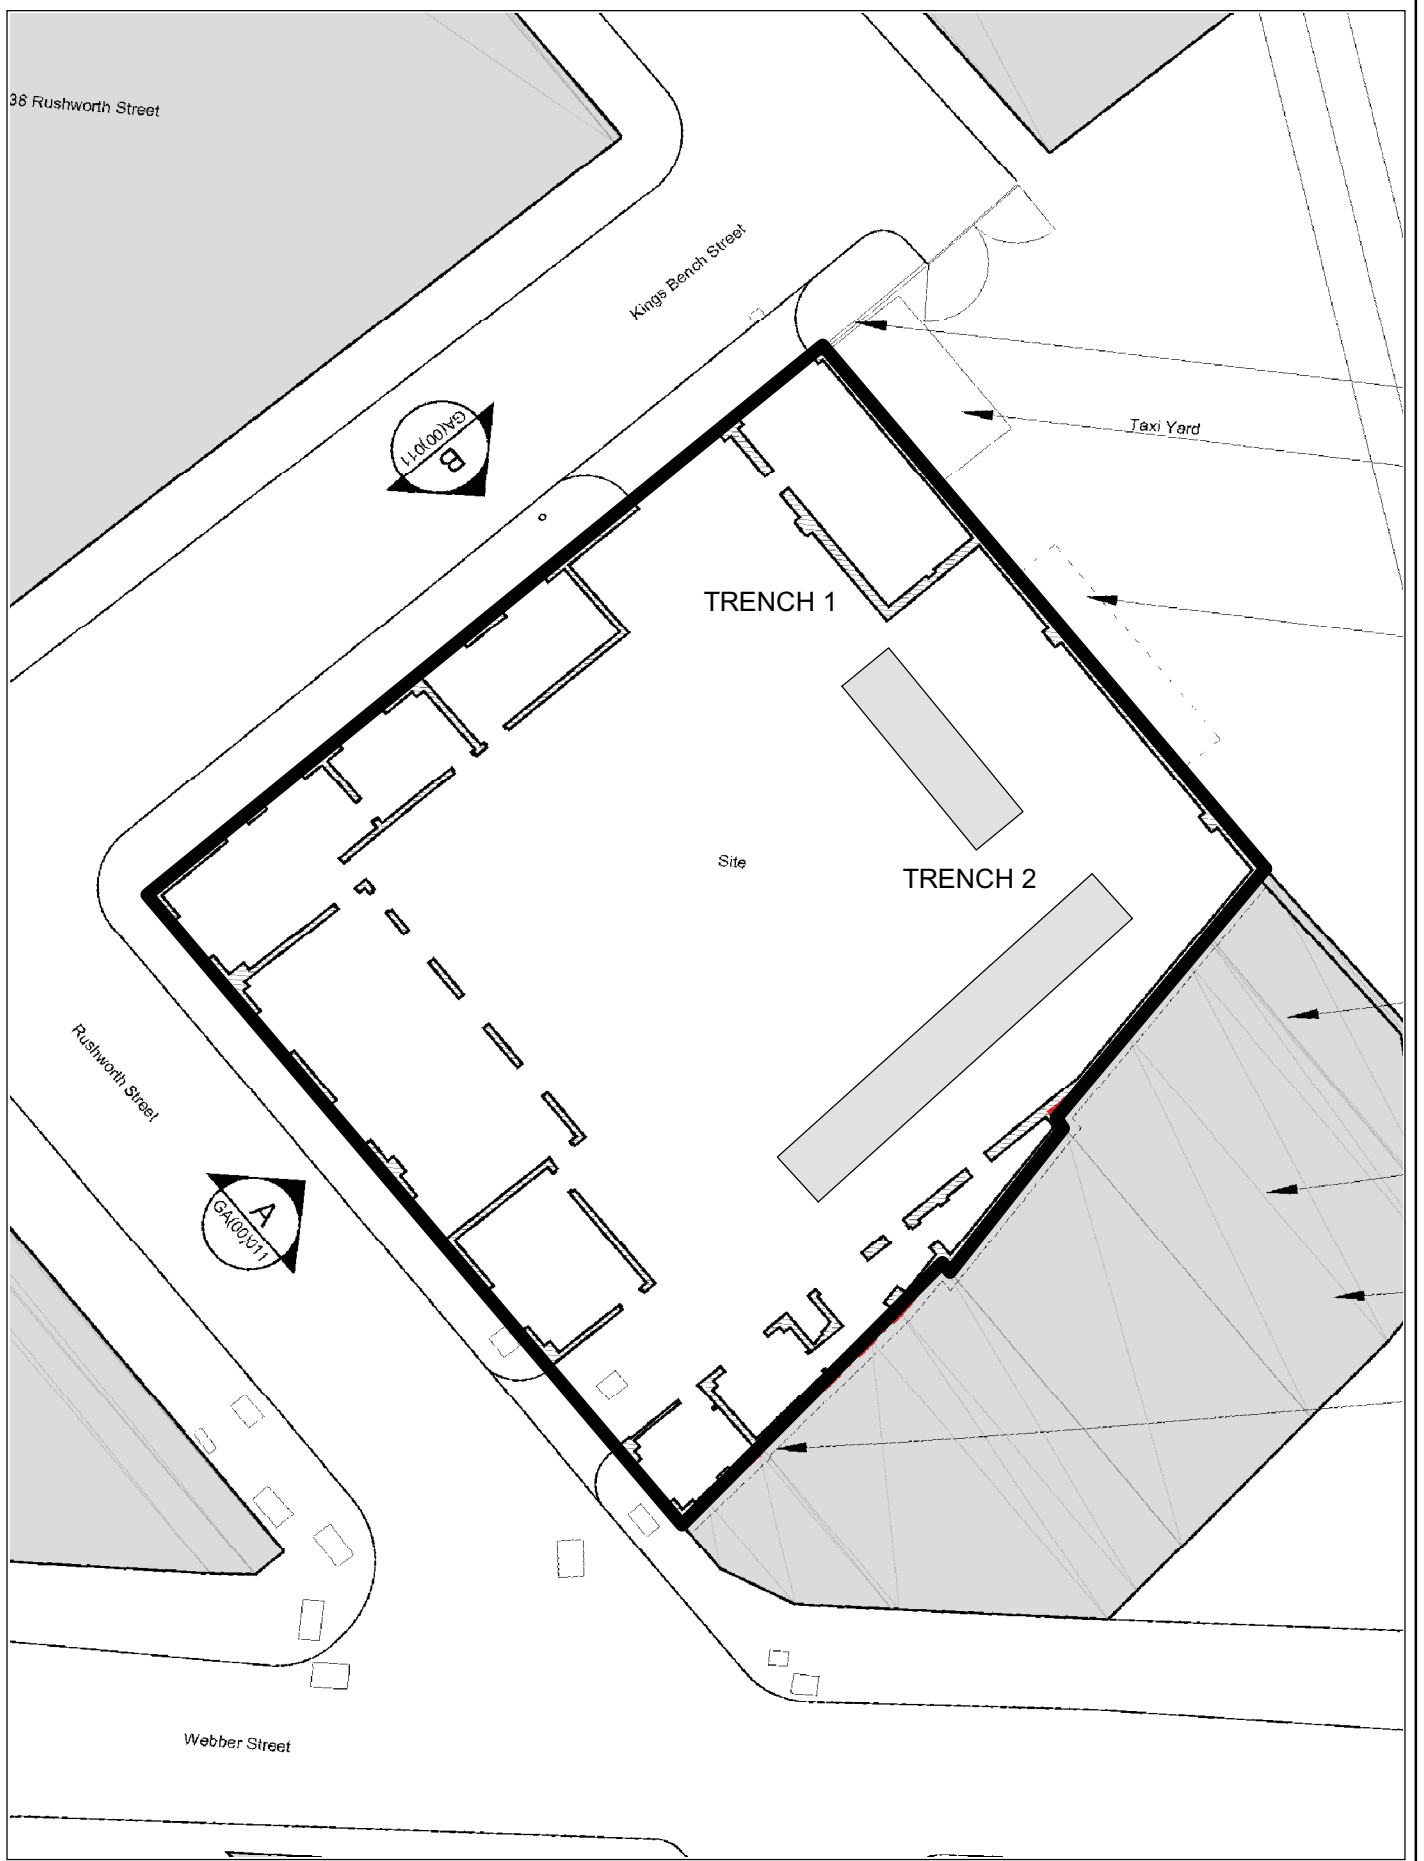 38 Rushworth Street
Kings Bench Street
GA(00)011
B
Taxi Yard
TRENCH 1
Site
TRENCH 2
Rushworth Street
A
GA(00)011
Webber Street